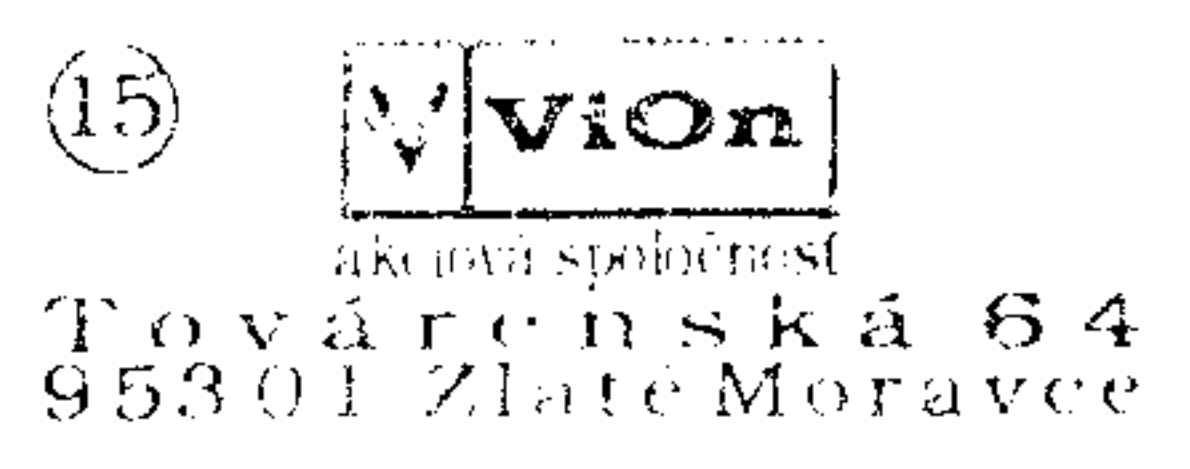 15
ViOn
akciová spoločnosť
Továrenská 64
95301 Zlaté Moravce